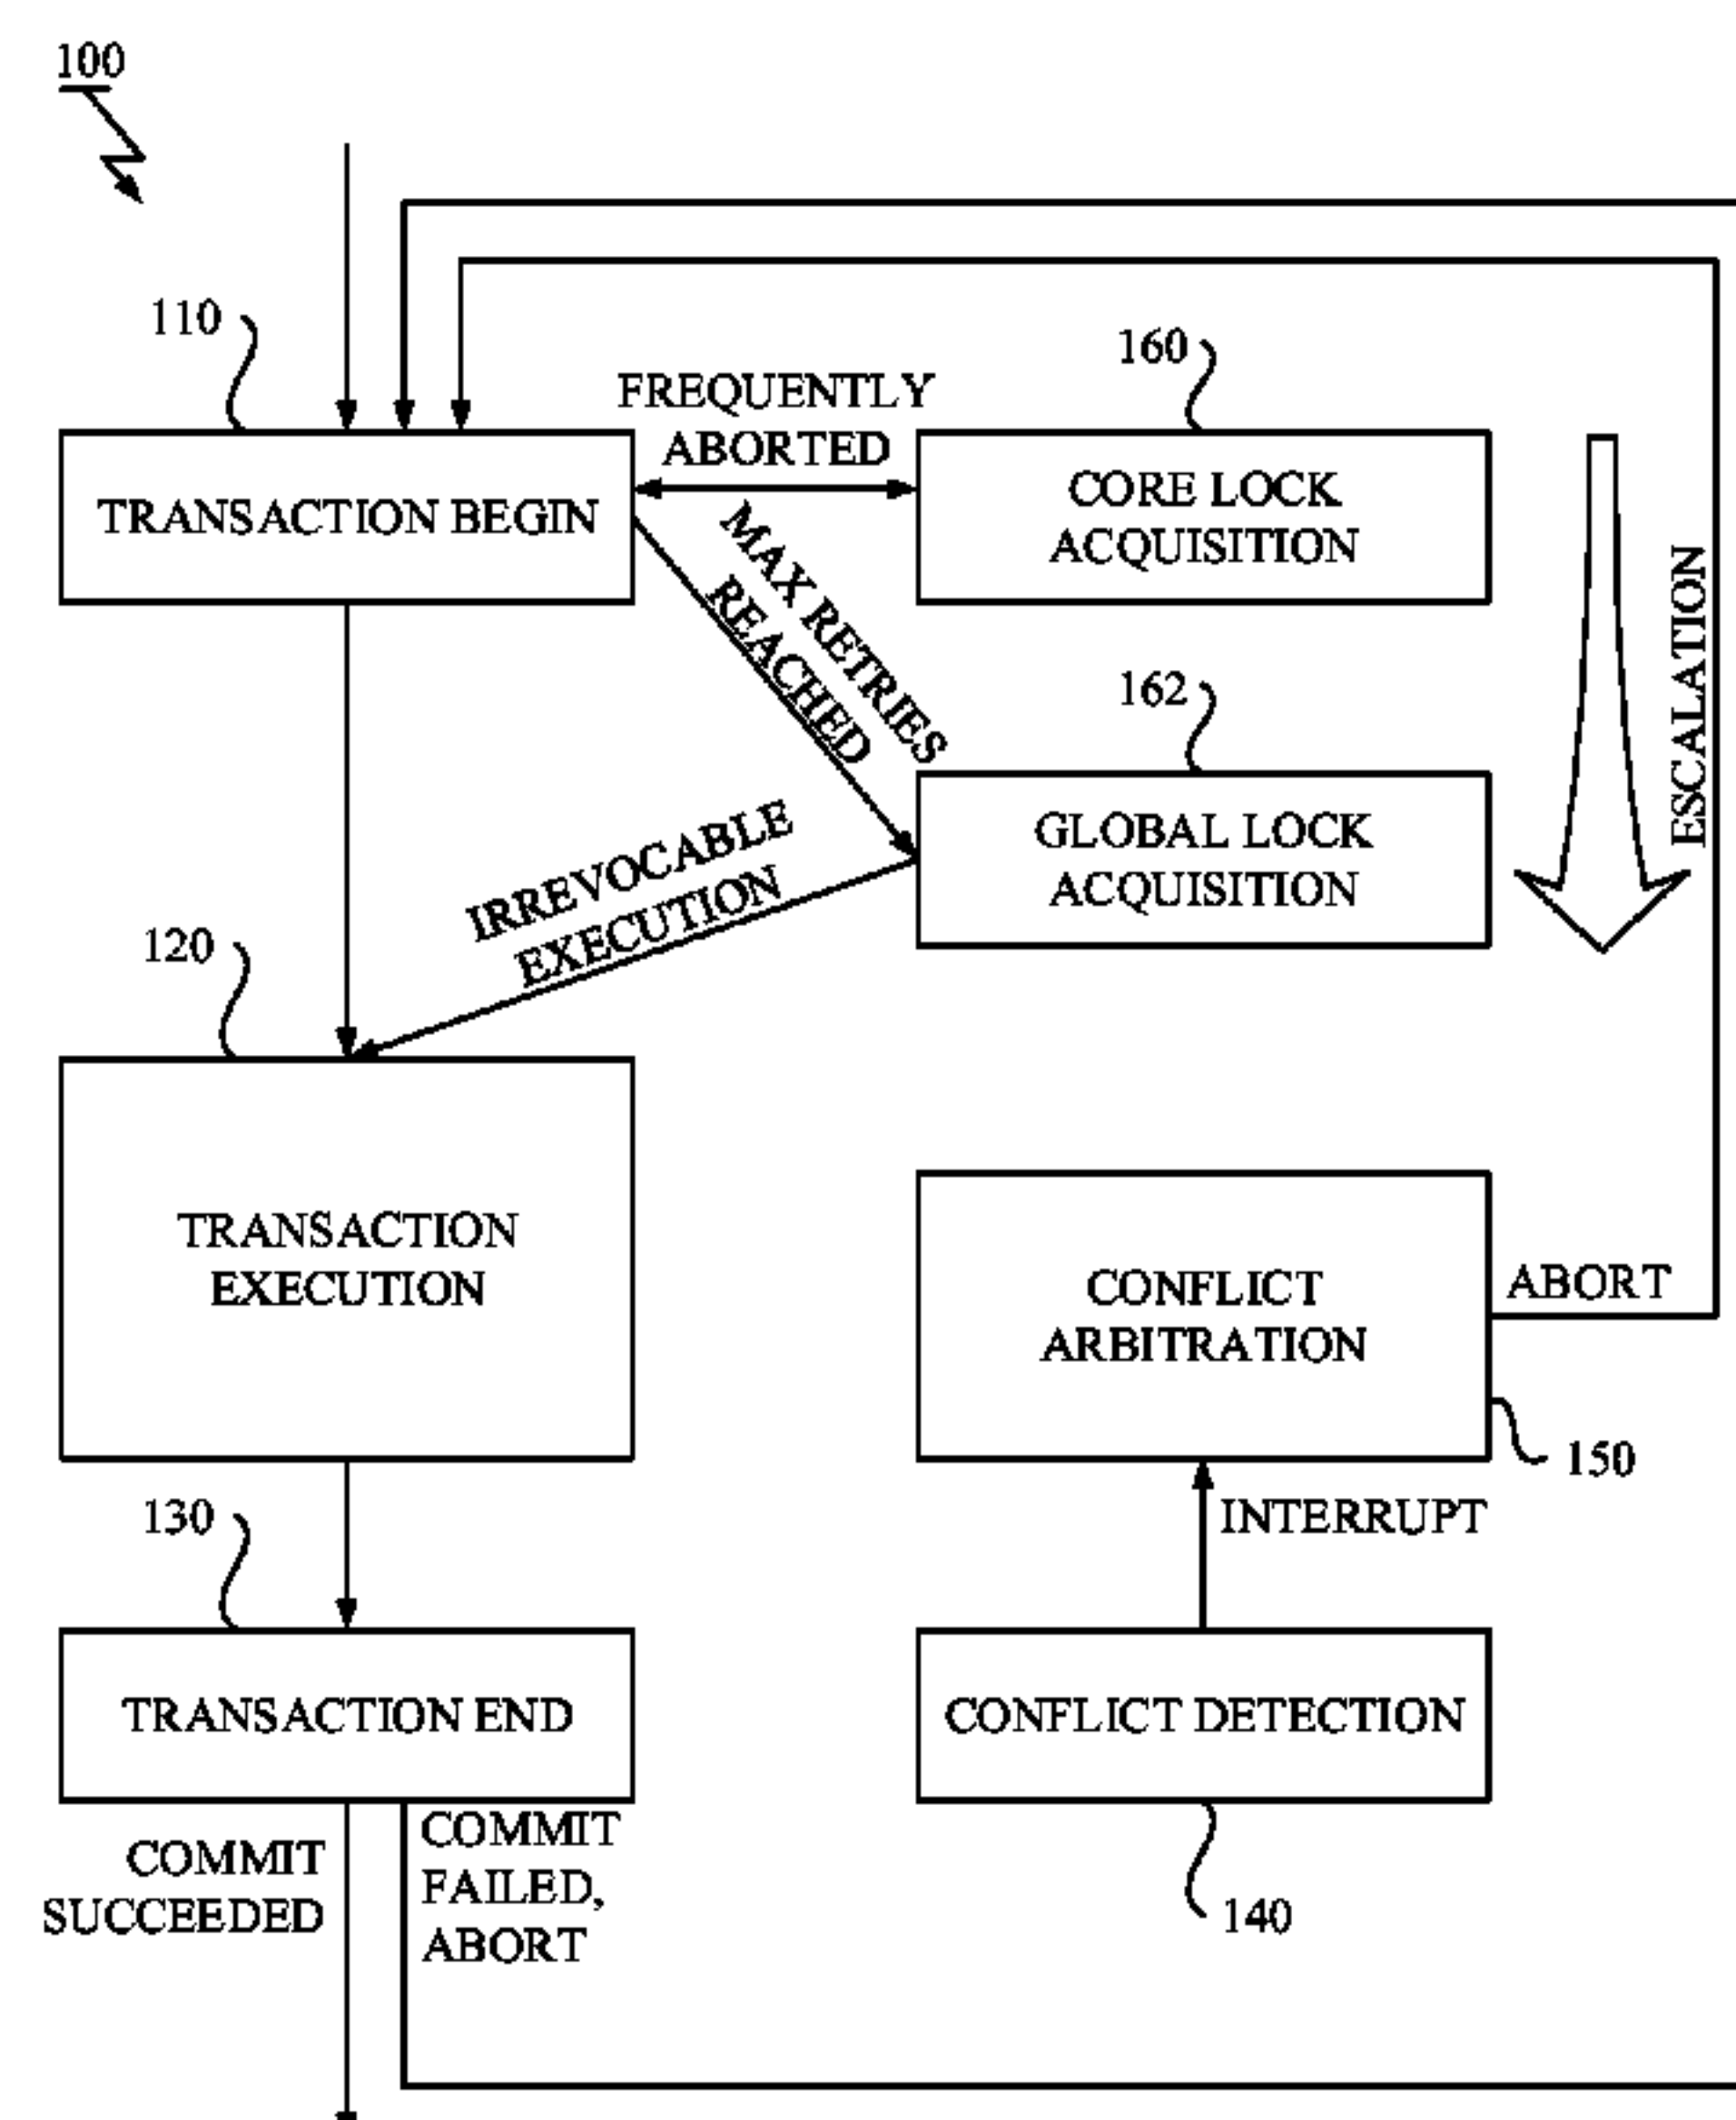 100
110
FREQUENTLY
ABORTED
160
TRANSACTION BEGIN
CORE LOCK
ACQUISITION
MAX RETRIES
REACHED
ESCALATION
162
GLOBAL LOCK
ACQUISITION
IRREVOCABLE
EXECUTION
120
TRANSACTION
EXECUTION
CONFLICT
ARBITRATION
ABORT
150
INTERRUPT
130
TRANSACTION END
CONFLICT DETECTION
COMMIT
SUCCEEDED
COMMIT
FAILED,
ABORT
140